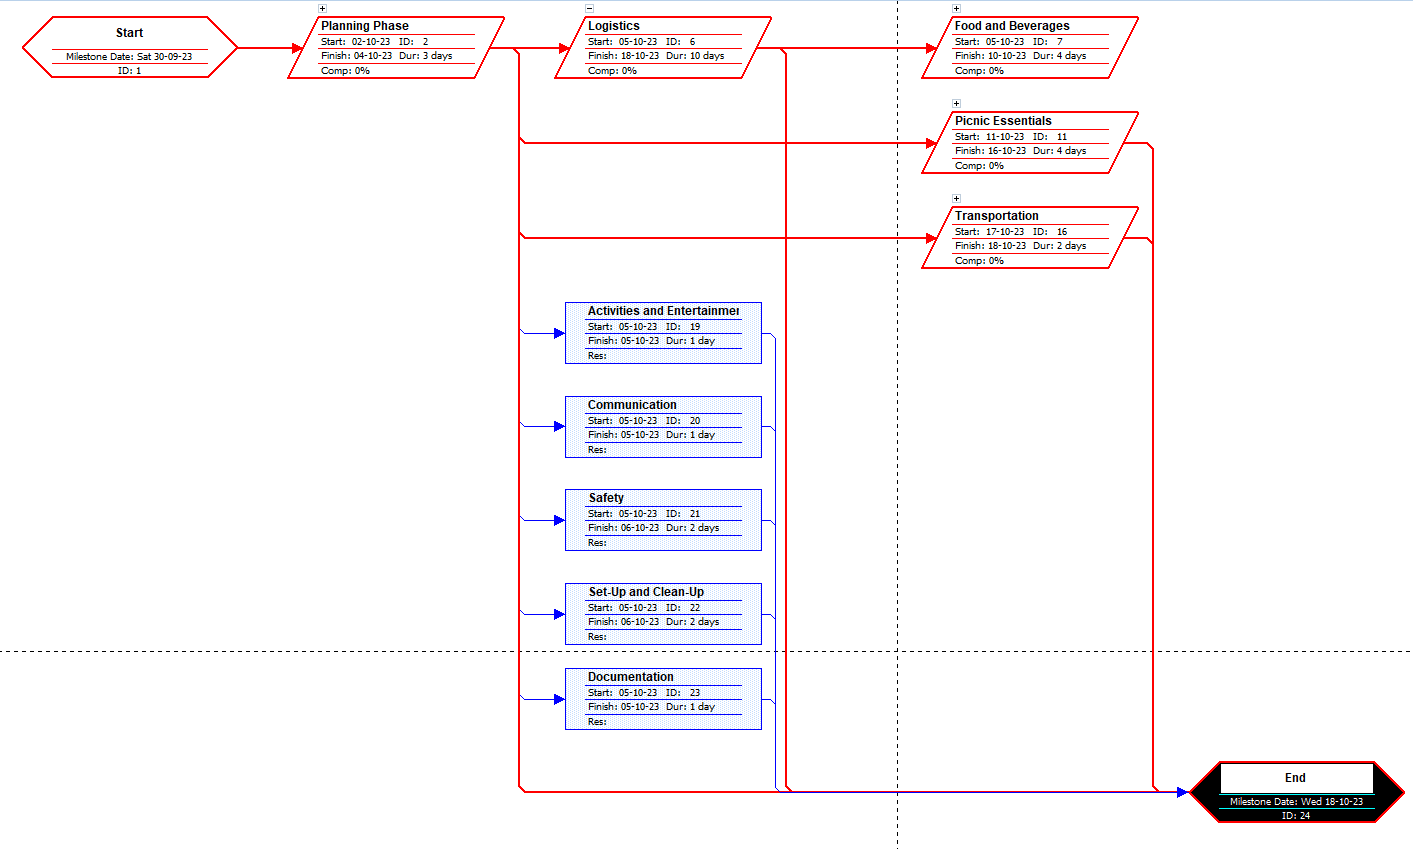 Start
Milestone Date: Sat 30-09-23
ID: 1
Planning Phase
Start: 02-10-23 ID: 2
Finish: 04-10-23 Dur: 3 days
Comp: 0%
Logistics
Start: 05-10-23 ID: 6
Finish: 18-10-23 Dur: 10 days
Comp: 0%
Food and Beverages
Start: 05-10-23 ID: 7
Finish: 10-10-23 Dur: 4 days
Comp: 0%
Picnic Essentials
Start: 11-10-23 ID: 11
Finish: 16-10-23 Dur: 4 days
Comp: 0%
Transportation
Start: 17-10-23 ID: 16
Finish: 18-10-23 Dur: 2 days
Comp: 0%
Activities and Entertainmer
Start: 05-10-23 ID: 19
Finish: 05-10-23 Dur: 1 day
Res:
Communication
Start: 05-10-23 ID: 20
Finish: 05-10-23 Dur: 1 day
Res:
Safety
Start: 05-10-23 ID: 21
Finish: 06-10-23 Dur: 2 days
Res:
Set-Up and Clean-Up
Start: 05-10-23 ID: 22
Finish: 06-10-23 Dur: 2 days
Res:
Documentation
Start: 05-10-23 ID: 23
Finish: 05-10-23 Dur: 1 day
Res:
End
Milestone Date: Wed 18-10-23
ID: 24